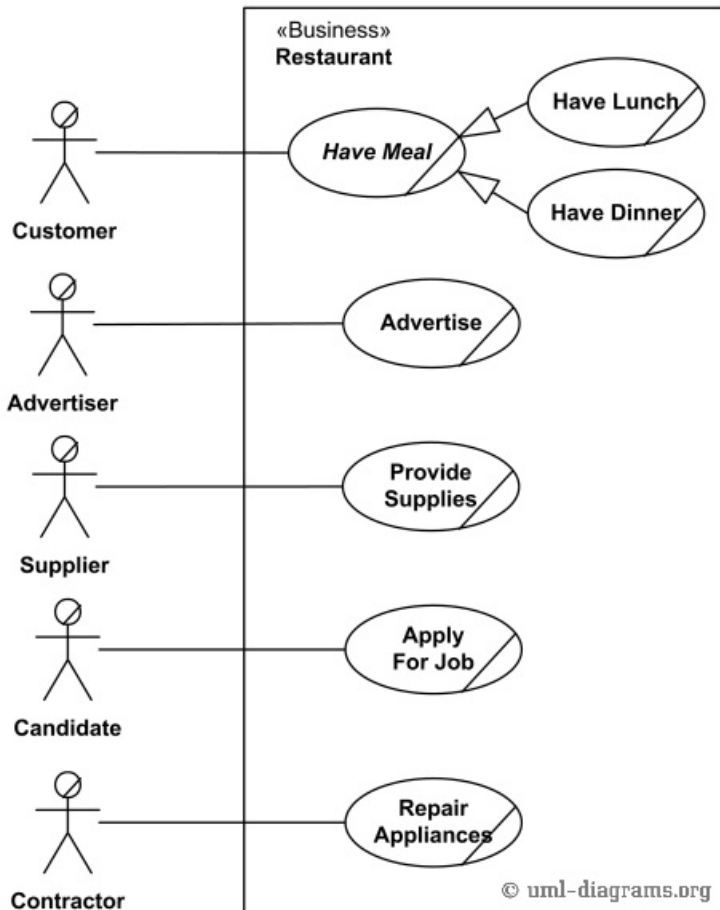 «Business»
Restaurant
Have Lunch
Have Meal
Have Dinner
Customer
Advertise
Advertiser
Provide
Supplies
Supplier
Apply
For Job
Candidate
Repair
Appliances
Contractor
© uml-diagrams.org